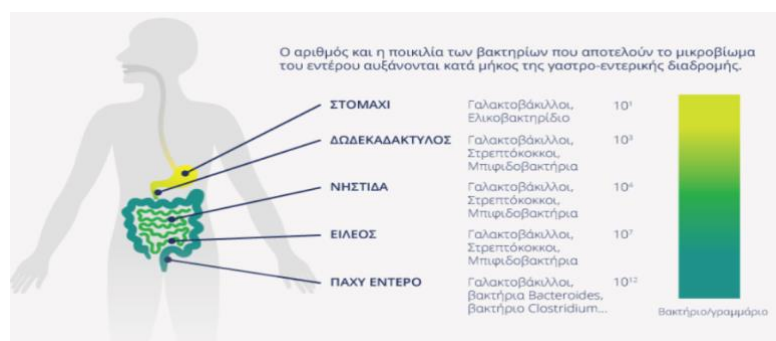 Ο αριθμός και η ποικιλία των βακτηρίων που αποτελούν το μικροβίωμα
του εντέρου αυξάνονται κατά μήκος της γαστρο-εντερικής διαδρομής.
ΣΤΟΜΑΧΙ Γαλακτοβάκιλλοι, 10¹
Ελικοβακτηρίδιο
ΔΩΔΕΚΑΔΑΚΤΥΛΟΣ Γαλακτοβάκιλλοι, 10³
Στρεπτόκοκκοι,
Μπιφιδοβακτήρια
ΝΗΣΤΙΔΑ Γαλακτοβάκιλλοι, 10⁴
Στρεπτόκοκκοι,
Μπιφιδοβακτήρια
ΕΙΛΕΟΣ Γαλακτοβάκιλλοι, 10⁷
Στρεπτόκοκκοι,
Μπιφιδοβακτήρια
ΠΑΧΥ ΕΝΤΕΡΟ Γαλακτοβάκιλλοι, 10¹²
βακτήρια Bacteroides,
βακτήριο Clostridium...
Βακτήριο/γραμμάριο